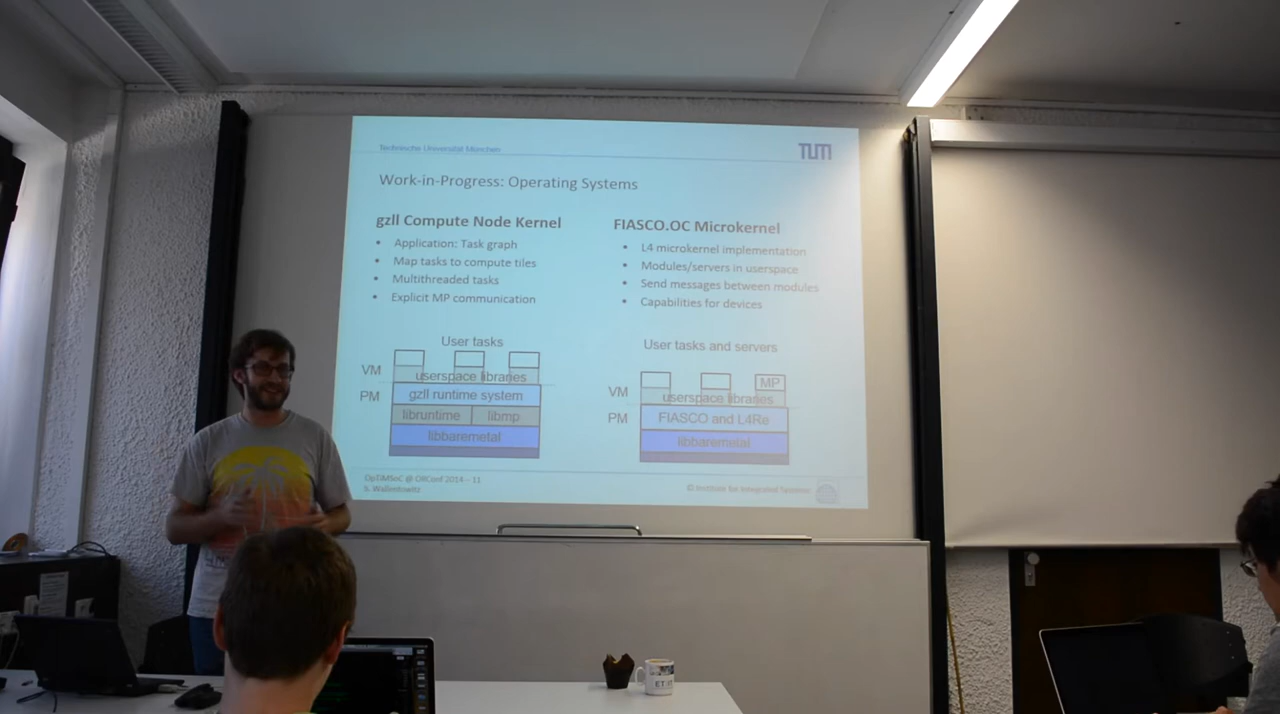 Technische Universität München
TUM
Work-in-Progress: Operating Systems
gzll Compute Node Kernel
• Application: Task graph
• Map tasks to compute tiles
• Multithreaded tasks
• Explicit MP communication
FIASCO.OC Microkernel
• L4 microkernel implementation
• Modules/servers in userspace
• Send messages between modules
• Capabilities for devices
User tasks
VM
userspace libraries
PM
gzll runtime system
libruntime
libmp
libbaremetal
User tasks and servers
MP
VM
userspace libraries
PM
FIASCO and L4Re
libbaremetal
OpTiMSoC @ ORConf 2014 - 11
S. Wallentowitz
© Institute for Integrated Systems